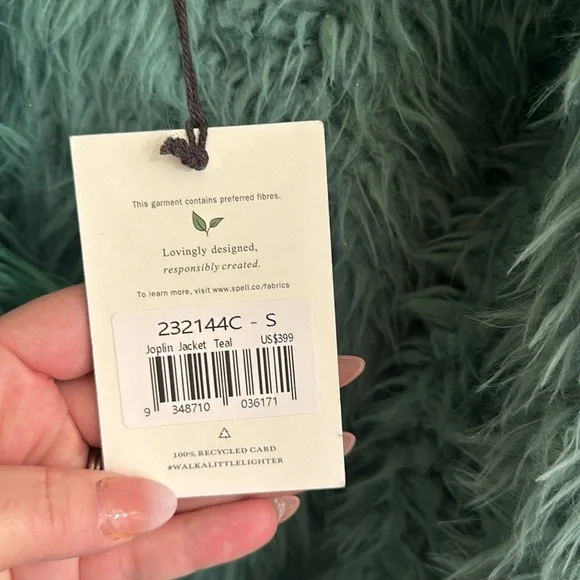 This garment contains preferred fibres.
Lovingly designed,
responsibly created.
To learn more, visit www.spell.co/fabrics
232144C - S
Joplin Jacket Teal US$399
9 348710 036171
100% RECYCLED CARD
#WALKALITTLELIGHTER